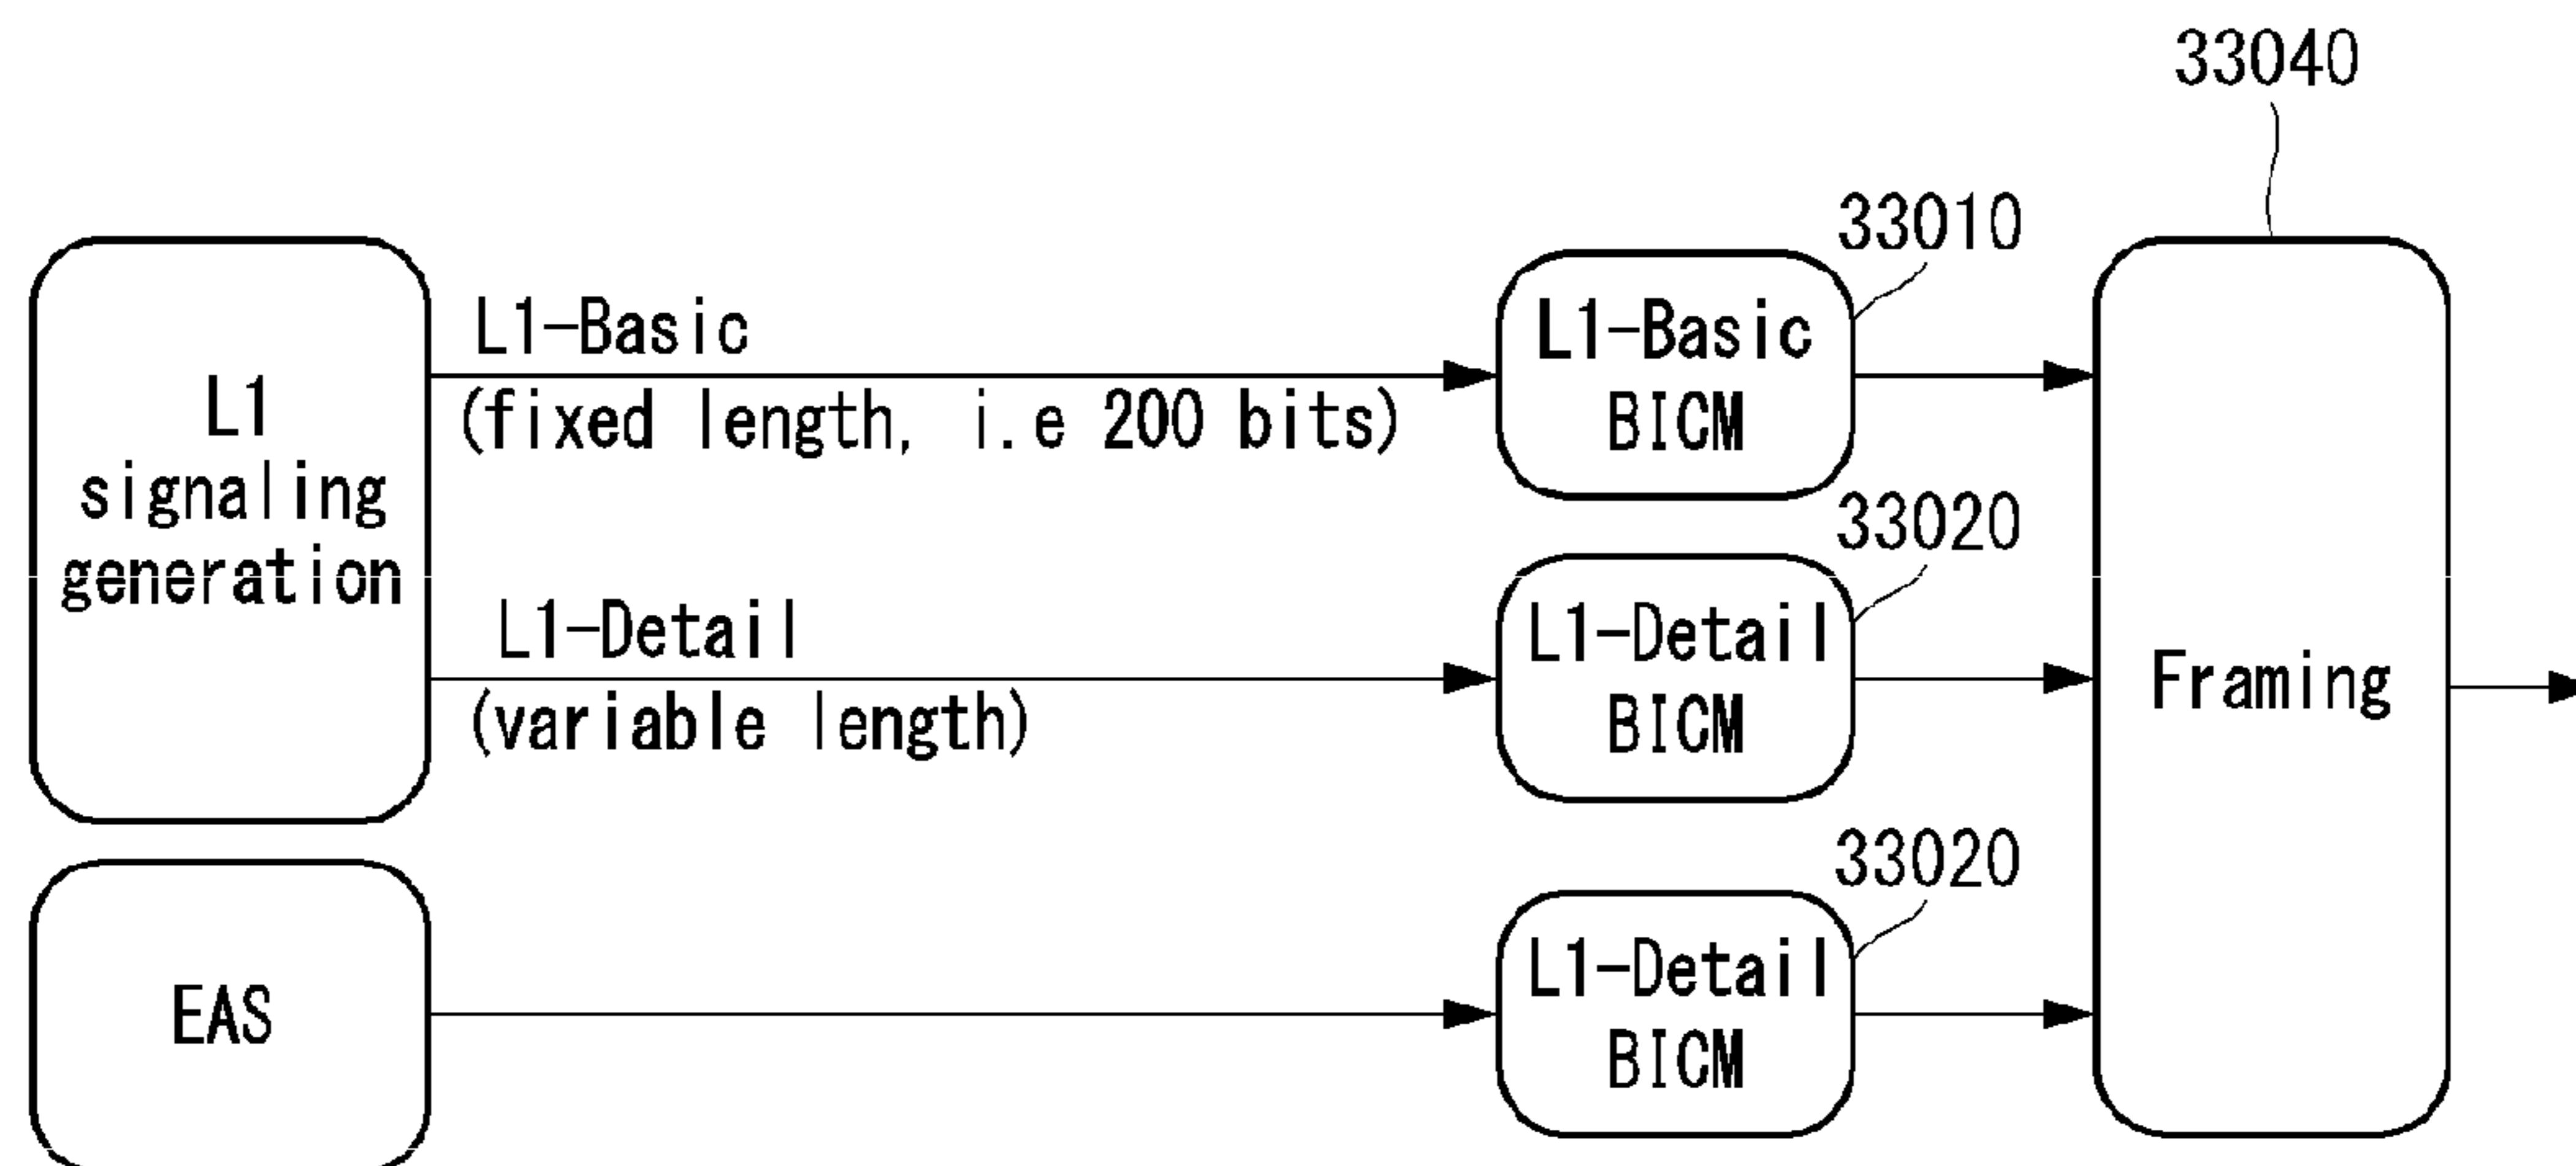 33040
33010
L1
signaling
generation
L1-Basic
(fixed length, i.e 200 bits)
L1-Basic
BICM
33020
L1-Detail
(variable length)
L1-Detail
BICM
Framing
33020
EAS
L1-Detail
BICM